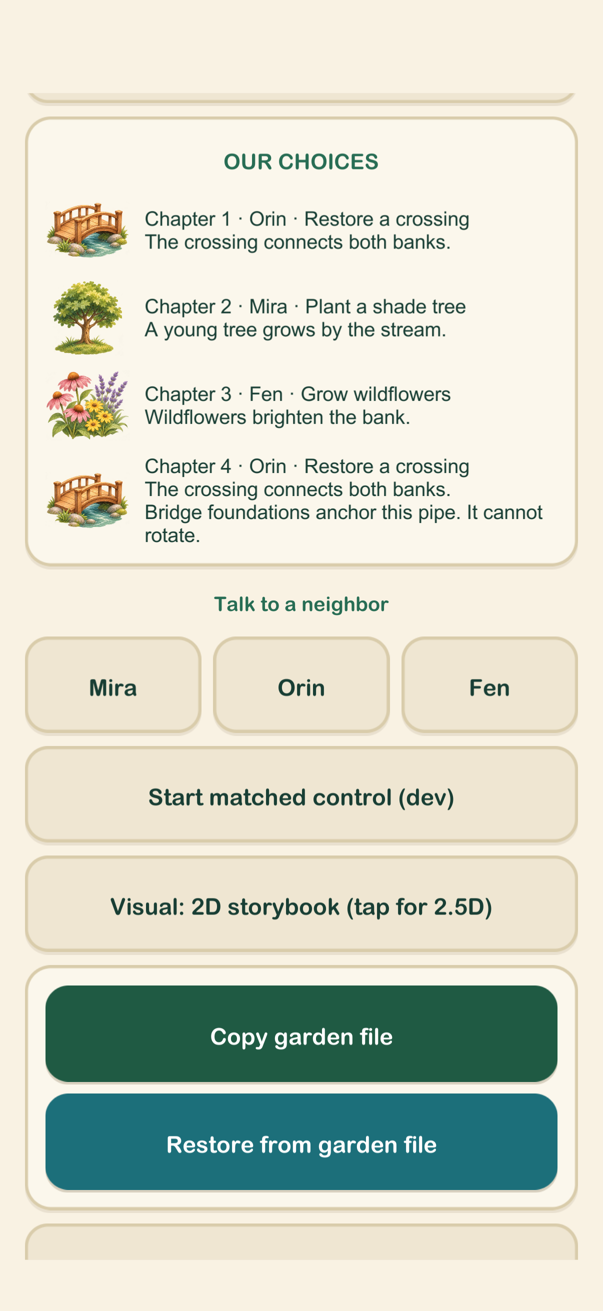 OUR CHOICES
Chapter 1 · Orin · Restore a crossing
The crossing connects both banks.
Chapter 2 · Mira · Plant a shade tree
A young tree grows by the stream.
Chapter 3 · Fen · Grow wildflowers
Wildflowers brighten the bank.
Chapter 4 · Orin · Restore a crossing
The crossing connects both banks.
Bridge foundations anchor this pipe. It cannot
rotate.
Talk to a neighbor
Mira
Orin
Fen
Start matched control (dev)
Visual: 2D storybook (tap for 2.5D)
Copy garden file
Restore from garden file